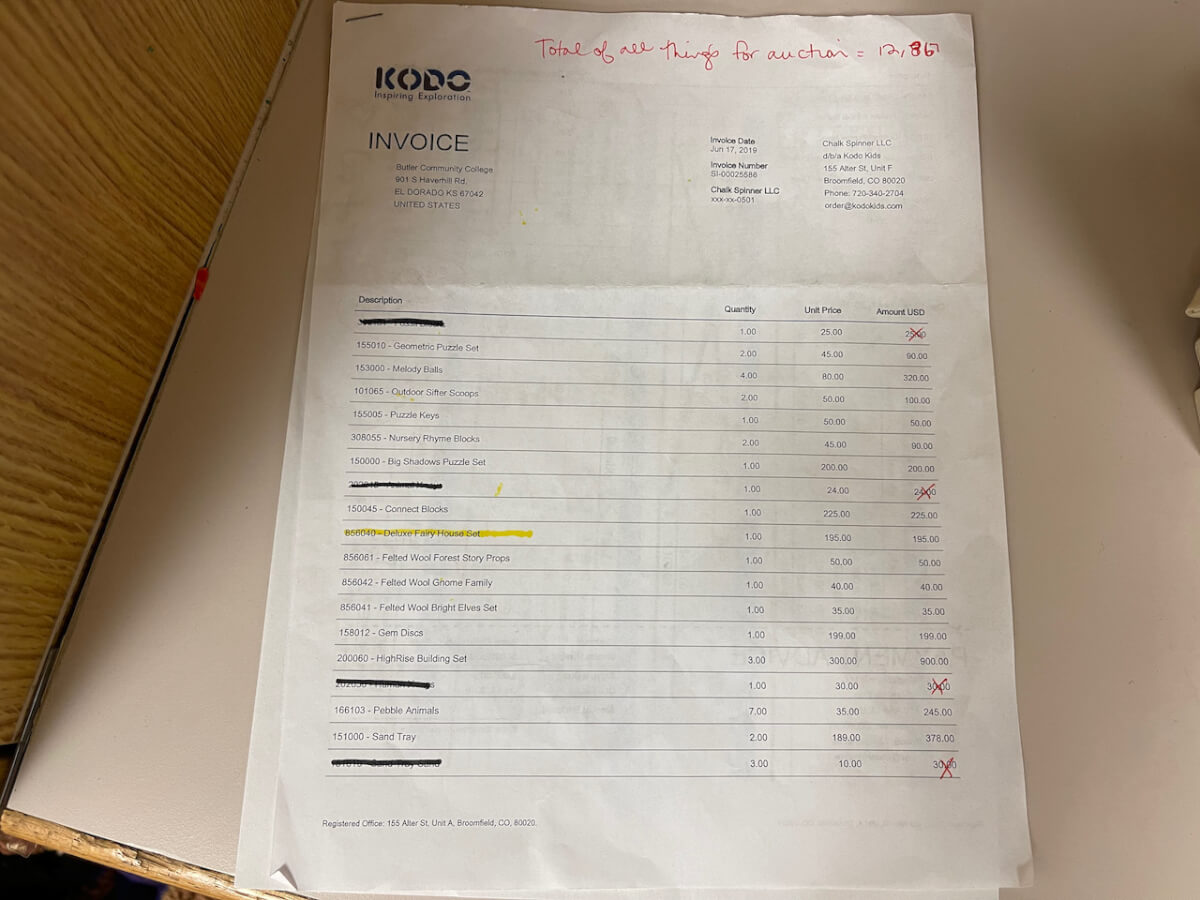 Total of all things for auction = 12,867
KODO
Inspiring Exploration
INVOICE
Butler Community College
901 S Haverhill Rd.
EL DORADO KS 67042
UNITED STATES
Invoice Date
Jun 17, 2019
Invoice Number
SI-00025586
Chalk Spinner LLC
xxx-xx-0501
Chalk Spinner LLC
d/b/a Kodo Kids
155 Alter St, Unit F
Broomfield, CO 80020
Phone: 720-340-2704
order@kodokids.com
Description Quantity Unit Price Amount USD
1.00 25.00 25.00
155010 - Geometric Puzzle Set 2.00 45.00 90.00
153000 - Melody Balls 4.00 80.00 320.00
101065 - Outdoor Sifter Scoops 2.00 50.00 100.00
155005 - Puzzle Keys 1.00 50.00 50.00
308055 - Nursery Rhyme Blocks 2.00 45.00 90.00
150000 - Big Shadows Puzzle Set 1.00 200.00 200.00
1.00 24.00 24.00
150045 - Connect Blocks 1.00 225.00 225.00
856040 - Deluxe Fairy House Set 1.00 195.00 195.00
856061 - Felted Wool Forest Story Props 1.00 50.00 50.00
856042 - Felted Wool Gnome Family 1.00 40.00 40.00
856041 - Felted Wool Bright Elves Set 1.00 35.00 35.00
158012 - Gem Discs 1.00 199.00 199.00
200060 - HighRise Building Set 3.00 300.00 900.00
1.00 30.00 30.00
166103 - Pebble Animals 7.00 35.00 245.00
151000 - Sand Tray 2.00 189.00 378.00
3.00 10.00 30.00
Registered Office: 155 Alter St, Unit A, Broomfield, CO, 80020.